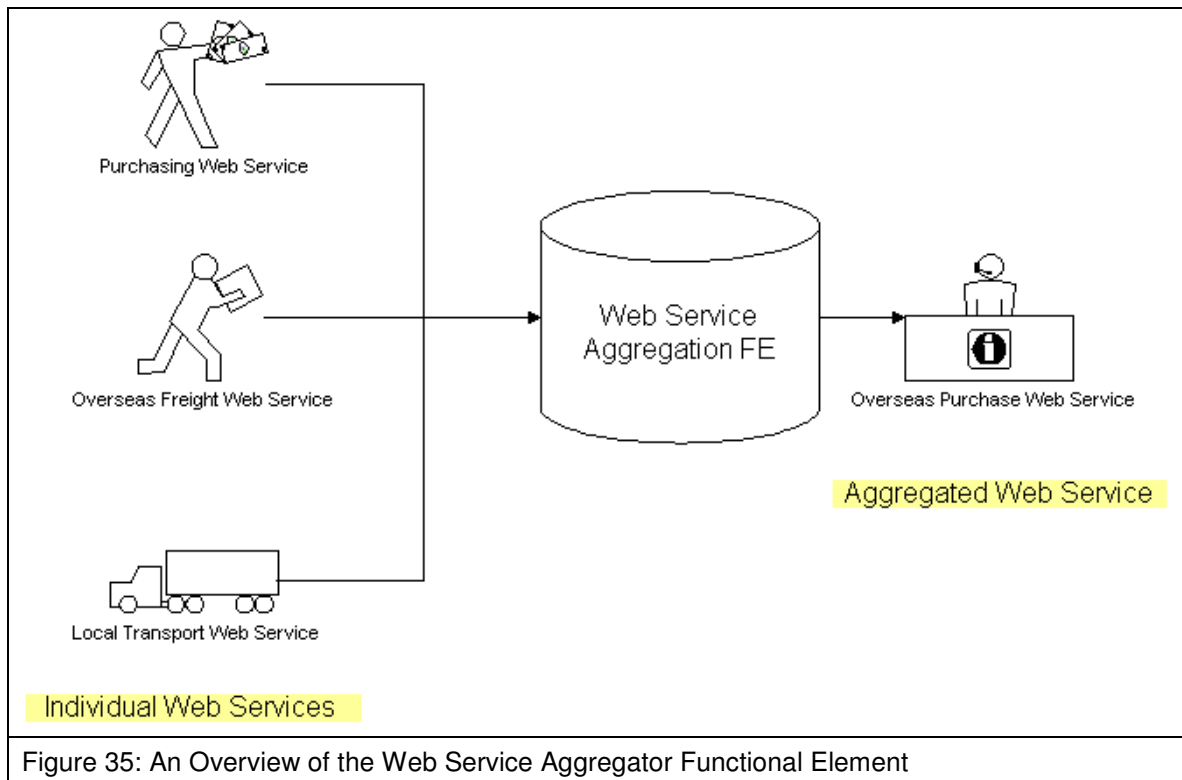 Purchasing Web Service
Overseas Freight Web Service
Local Transport Web Service
Individual Web Services
Web Service
Aggregation FE
Overseas Purchase Web Service
Aggregated Web Service
Figure 35: An Overview of the Web Service Aggregator Functional Element